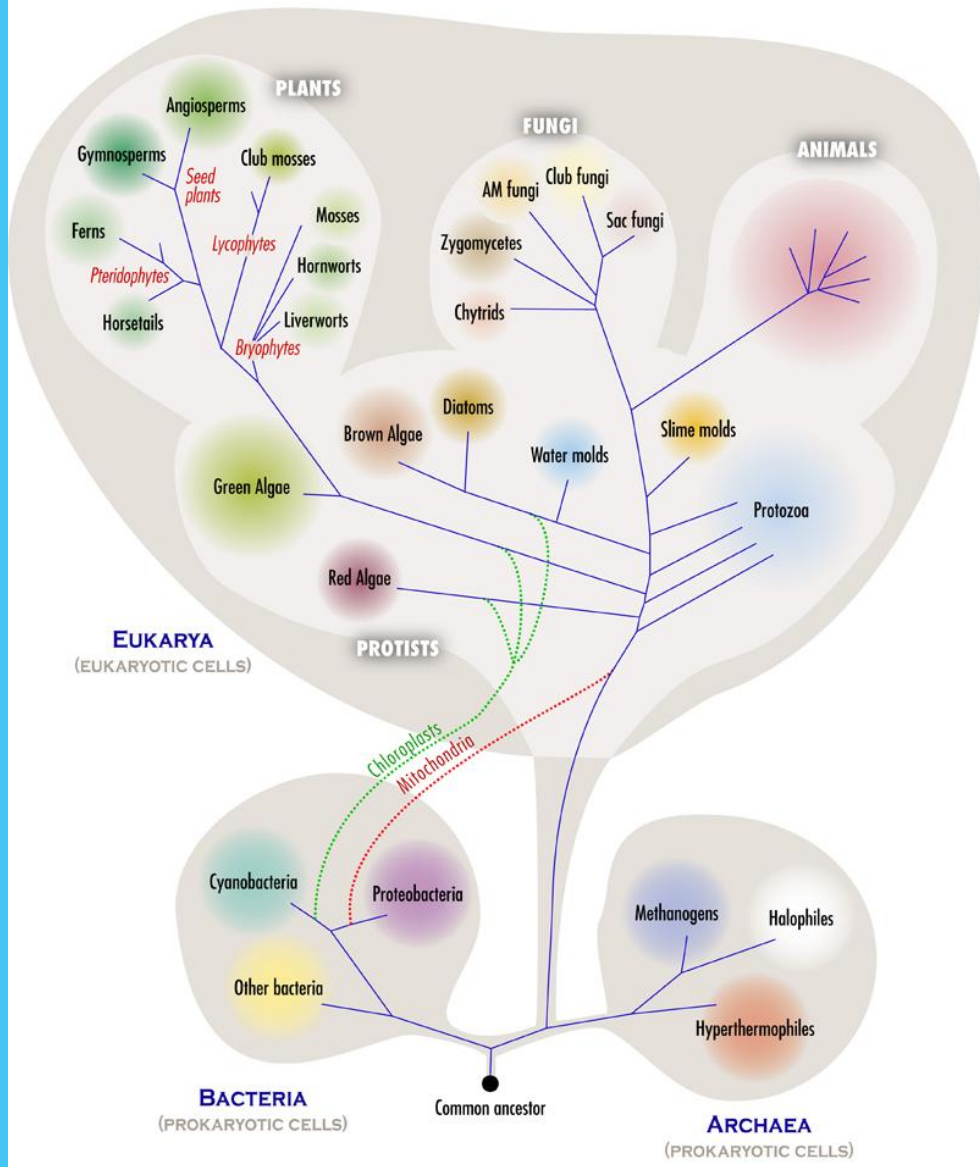 PLANTS
Angiosperms
Gymnosperms
Club mosses
Seed
plants
Ferns
Mosses
Lycophytes
Pteridophytes
Hornworts
Horsetails
Liverworts
Bryophytes
FUNGI
AM fungi
Club fungi
Sac fungi
Zygomycetes
Chytrids
ANIMALS
Diatoms
Brown Algae
Water molds
Slime molds
Green Algae
Protozoa
Red Algae
PROTISTS
EUKARYA
(EUKARYOTIC CELLS)
Chloroplasts
Mitochondria
Cyanobacteria
Proteobacteria
Other bacteria
Methanogens
Halophiles
Hyperthermophiles
BACTERIA
(PROKARYOTIC CELLS)
Common ancestor
ARCHAEA
(PROKARYOTIC CELLS)